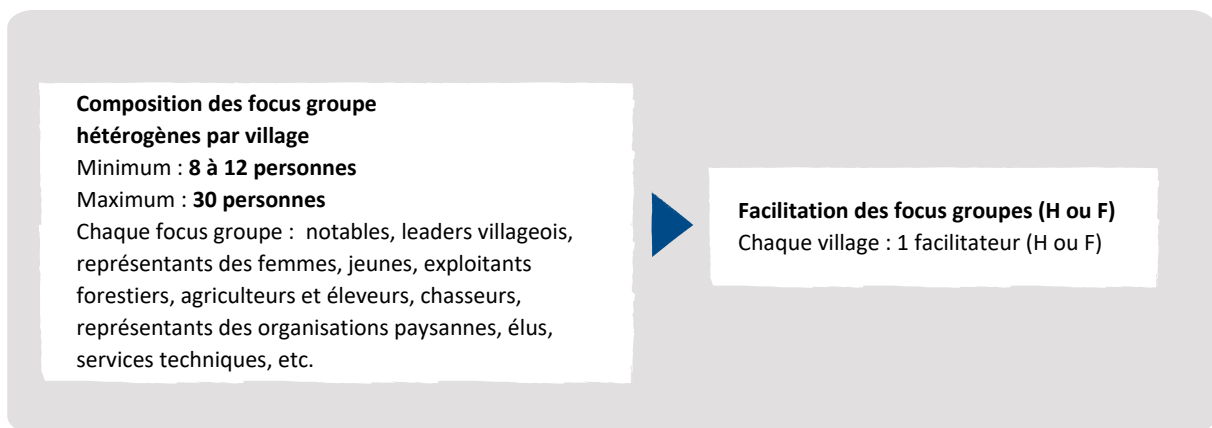 Composition des focus groupe
hétérogènes par village
Minimum : 8 à 12 personnes
Maximum : 30 personnes
Chaque focus groupe :  notables, leaders villageois,
représentants des femmes, jeunes, exploitants
forestiers, agriculteurs et éleveurs, chasseurs,
représentants des organisations paysannes, élus,
services techniques, etc.
Facilitation des focus groupes (H ou F)
Chaque village : 1 facilitateur (H ou F)